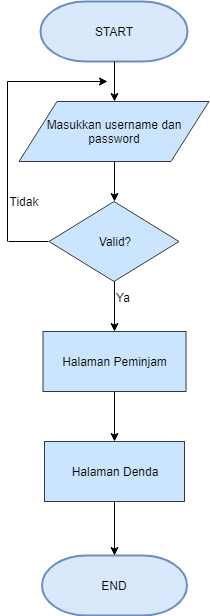 START
Masukkan username dan
password
Tidak
Valid?
Ya
Halaman Peminjam
Halaman Denda
END